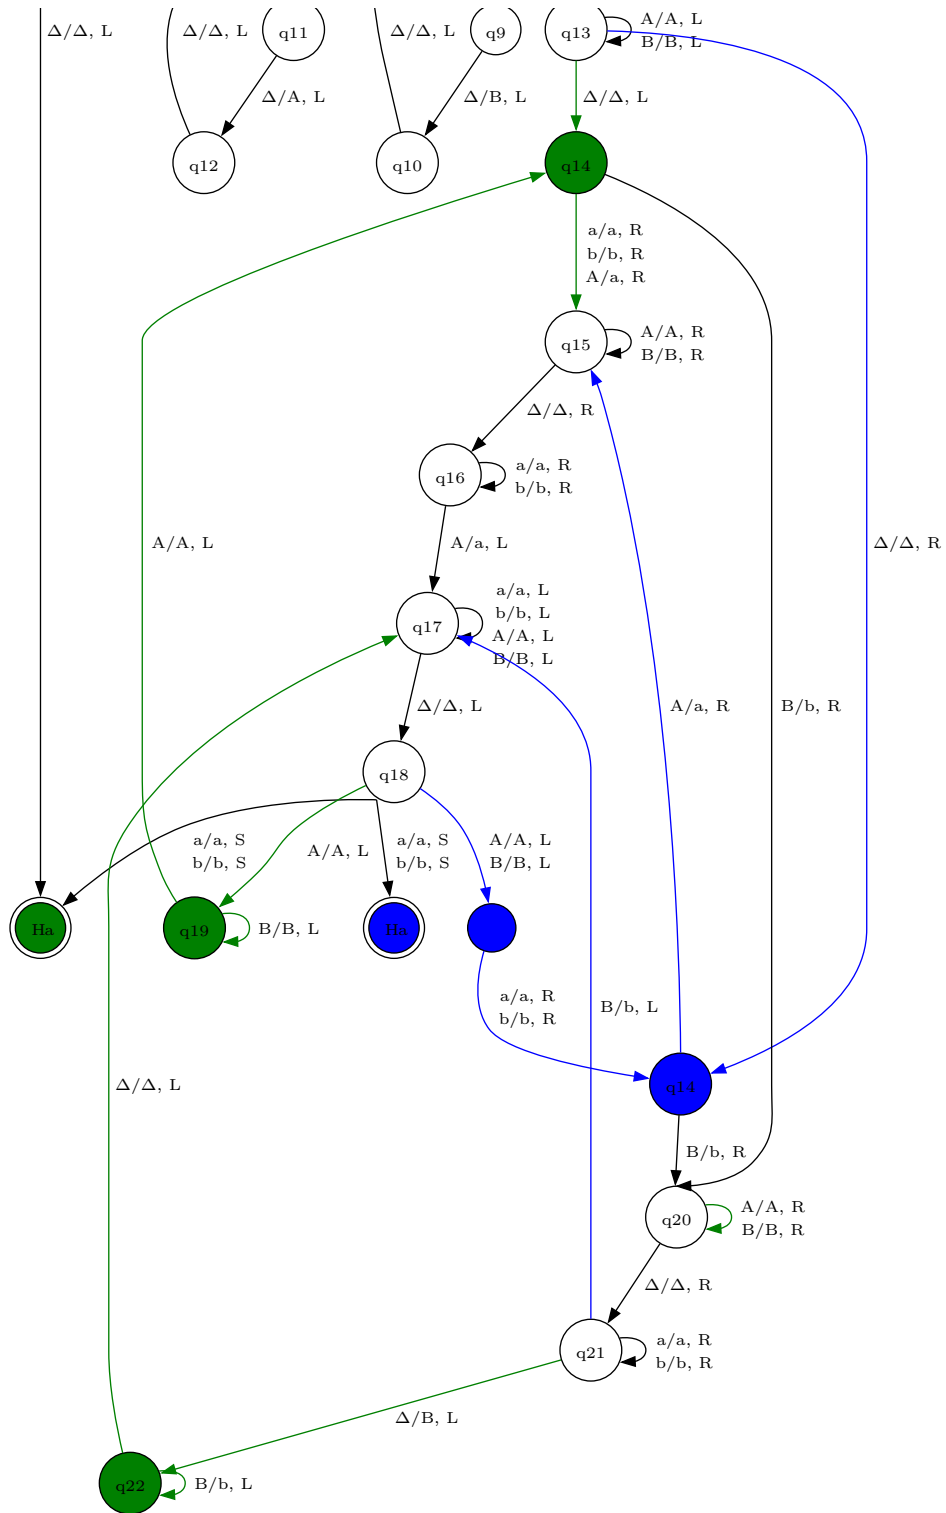 Δ/Δ, L
Δ/Δ, L
q11
Δ/Δ, L
q9
q13
A/A, L
B/B, L
Δ/A, L
Δ/B, L
Δ/Δ, L
q12
q10
q14
a/a, R
b/b, R
A/a, R
q15
A/A, R
B/B, R
Δ/Δ, R
q16
a/a, R
b/b, R
A/A, L
A/a, L
Δ/Δ, R
q17
a/a, L
b/b, L
A/A, L
B/B, L
Δ/Δ, L
A/a, R
B/b, R
q18
a/a, S
b/b, S
A/A, L
a/a, S
b/b, S
A/A, L
B/B, L
Ha
q19
B/B, L
Ha
a/a, R
b/b, R
B/b, L
Δ/Δ, L
q14
B/b, R
q20
A/A, R
B/B, R
Δ/Δ, R
q21
a/a, R
b/b, R
Δ/B, L
q22
B/b, L